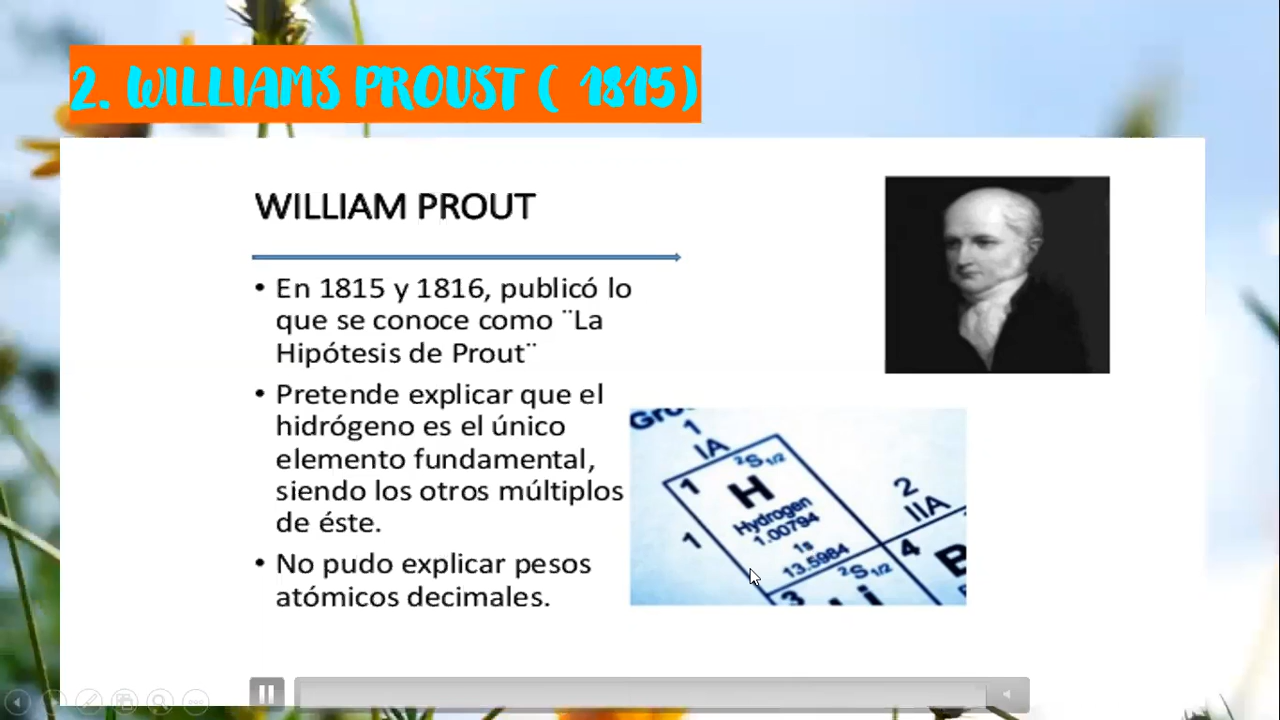 2. WILLIAMS PROUST ( 1815)
WILLIAM PROUT
• En 1815 y 1816, publicó lo
que se conoce como ¨La
Hipótesis de Prout¨
• Pretende explicar que el
hidrógeno es el único
elemento fundamental,
siendo los otros múltiplos
de éste.
• No pudo explicar pesos
atómicos decimales.
1
IA
1
²S1/2
H
Hydrogen
1.00794
1s
13.5984
1
2
IIA
3
²S1/2
Li
4